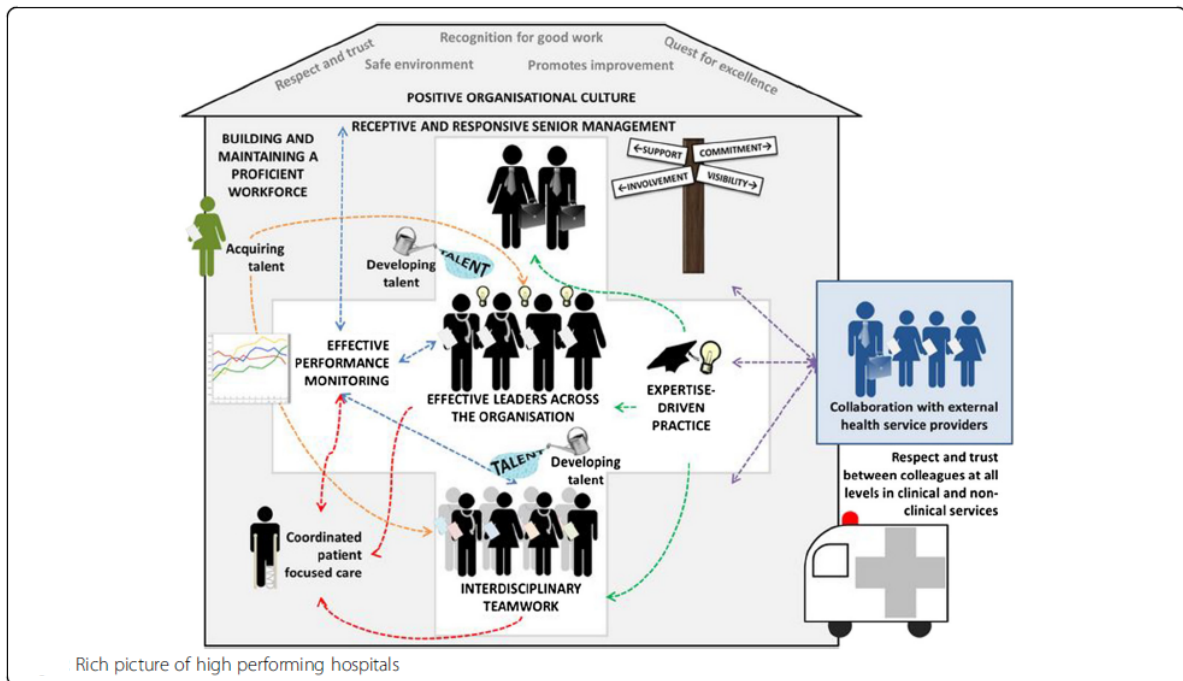 Recognition for good work
Respect and trust
Quest for excellence
Safe environment
Promotes improvement
POSITIVE ORGANISATIONAL CULTURE
RECEPTIVE AND RESPONSIVE SENIOR MANAGEMENT
BUILDING AND
MAINTAINING A
PROFICIENT
WORKFORCE
←SUPPORT
COMMITMENT→
←INVOLVEMENT
VISIBILITY→
Acquiring
talent
Developing
talent
TALENT
EFFECTIVE
PERFORMANCE
MONITORING
EFFECTIVE LEADERS ACROSS
THE ORGANISATION
EXPERTISE-
DRIVEN
PRACTICE
Collaboration with external
health service providers
TALENT
Developing
talent
Respect and trust
between colleagues at all
levels in clinical and non-
clinical services
Coordinated
patient
focused care
INTERDISCIPLINARY
TEAMWORK
Rich picture of high performing hospitals